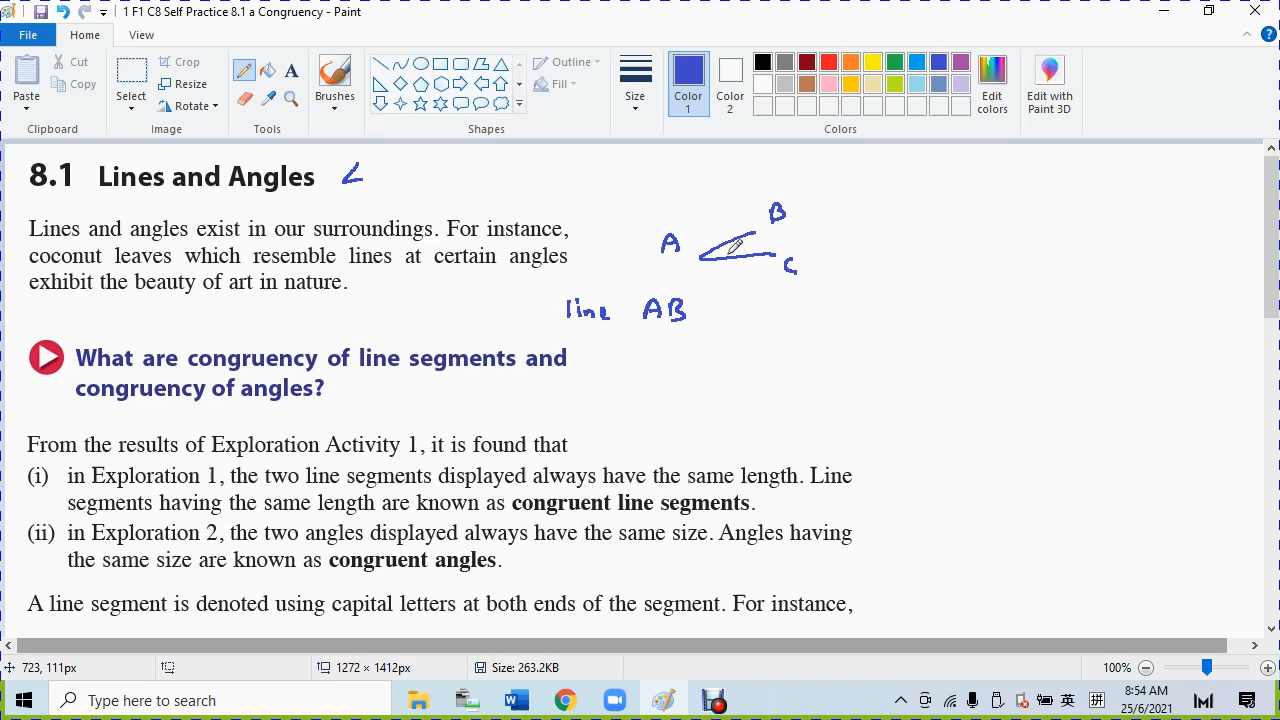 1 F1 C8 Self Practice 8.1 a Congruency - Paint
File Home View
Paste Cut Copy
Clipboard
Select Crop Resize Rotate
Image
Tools
Brushes
Outline Fill
Shapes
Size
Color 1
Color 2
Edit colors
Colors
Edit with Paint 3D
8.1 Lines and Angles ∠
Lines and angles exist in our surroundings. For instance,
coconut leaves which resemble lines at certain angles
exhibit the beauty of art in nature.
A B C
line AB
What are congruency of line segments and
congruency of angles?
From the results of Exploration Activity 1, it is found that
(i) in Exploration 1, the two line segments displayed always have the same length. Line
segments having the same length are known as congruent line segments.
(ii) in Exploration 2, the two angles displayed always have the same size. Angles having
the same size are known as congruent angles.
A line segment is denoted using capital letters at both ends of the segment. For instance,
723, 111px 1272 × 1412px Size: 263.2KB 100%
Type here to search 英 拼 8:54 AM
25/6/2021